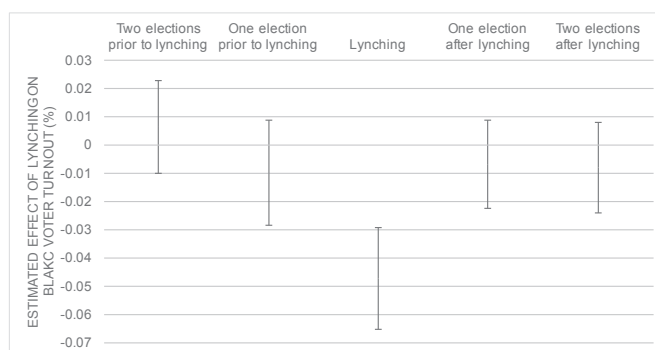 Two elections
prior to lynching
One election
prior to lynching
Lynching
One election
after lynching
Two elections
after lynching
0.03
0.02
0.01
0
-0.01
-0.02
-0.03
-0.04
-0.05
-0.06
-0.07
ESTIMATED EFFECT OF LYNCHING ON
BLAKC VOTER TURNOUT (%)